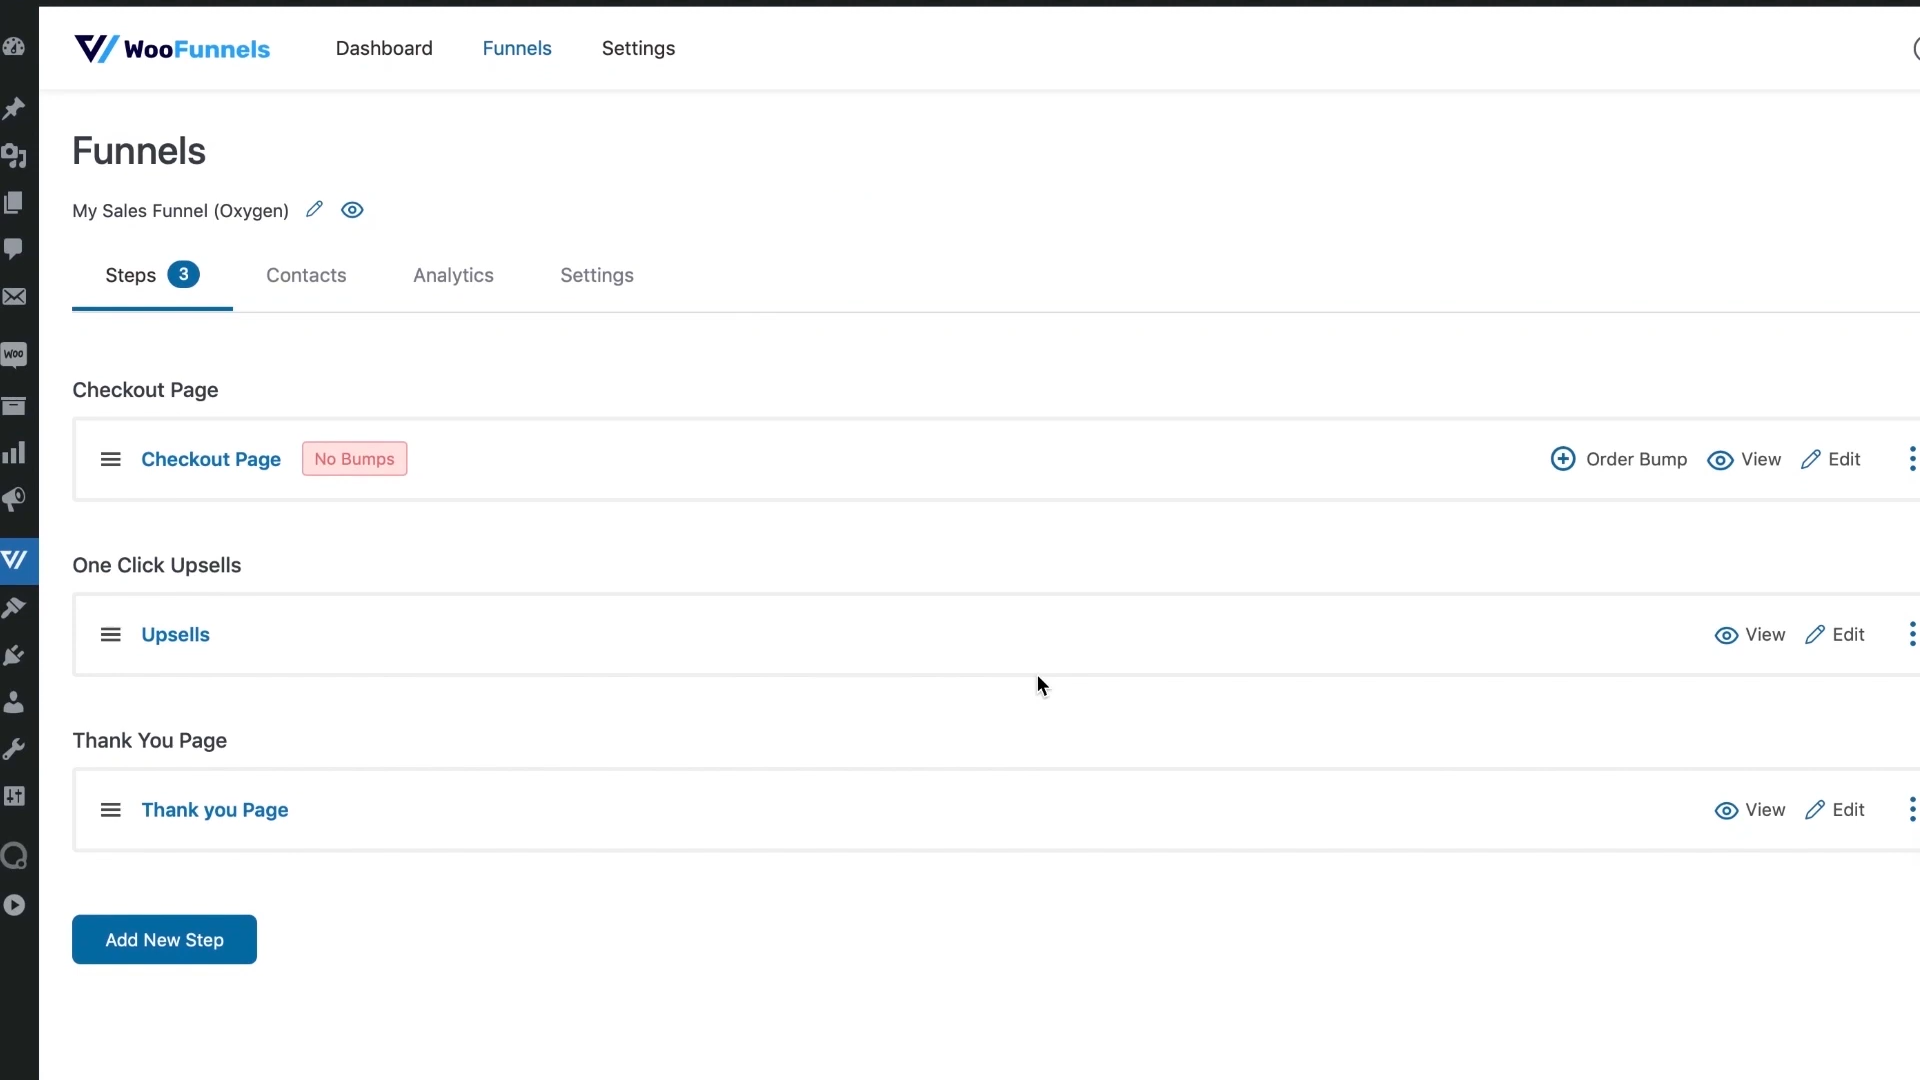 WooFunnels Dashboard Funnels Settings
Funnels
My Sales Funnel (Oxygen)
Steps 3 Contacts Analytics Settings
Checkout Page
Checkout Page No Bumps Order Bump View Edit
One Click Upsells
Upsells View Edit
Thank You Page
Thank you Page View Edit
Add New Step
Woo